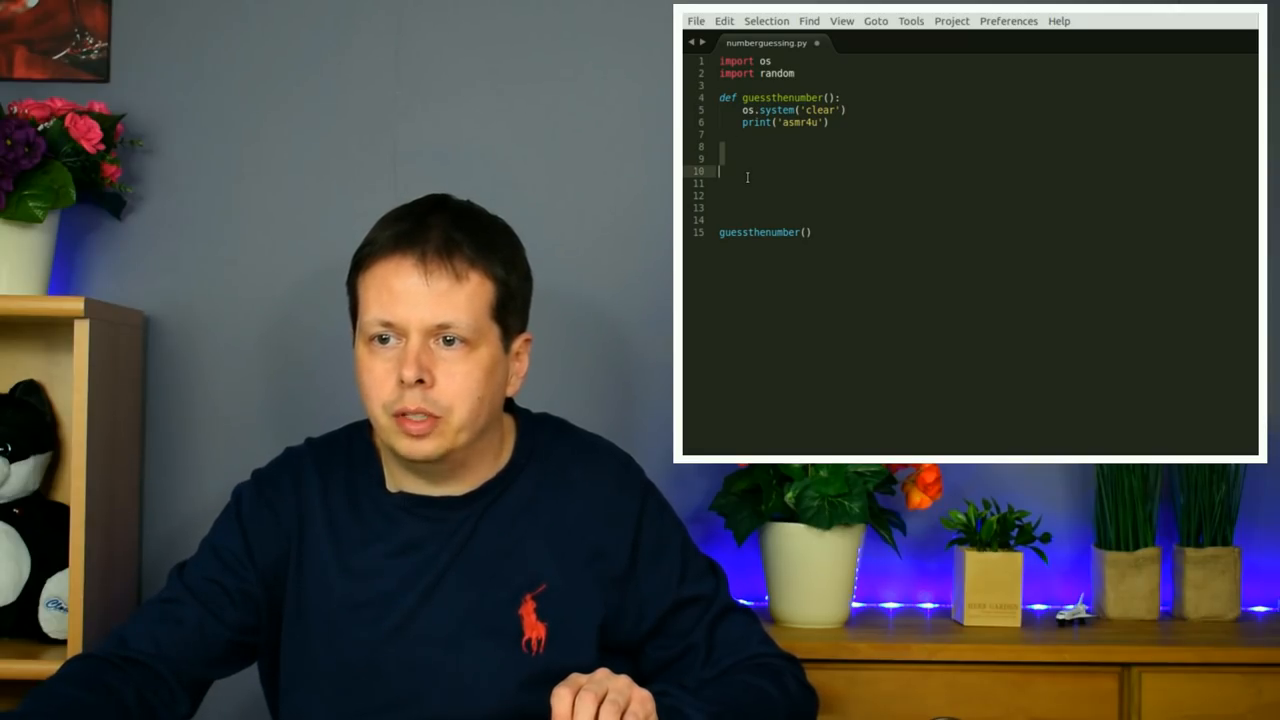 File Edit Selection Find View Goto Tools Project Preferences Help
numberguessing.py
1 import os
2 import random
3
4 def guessthenumber():
5 os.system('clear')
6 print('asmr4u')
7
8
9
10
11
12
13
14
15 guessthenumber()
HERB GARDEN